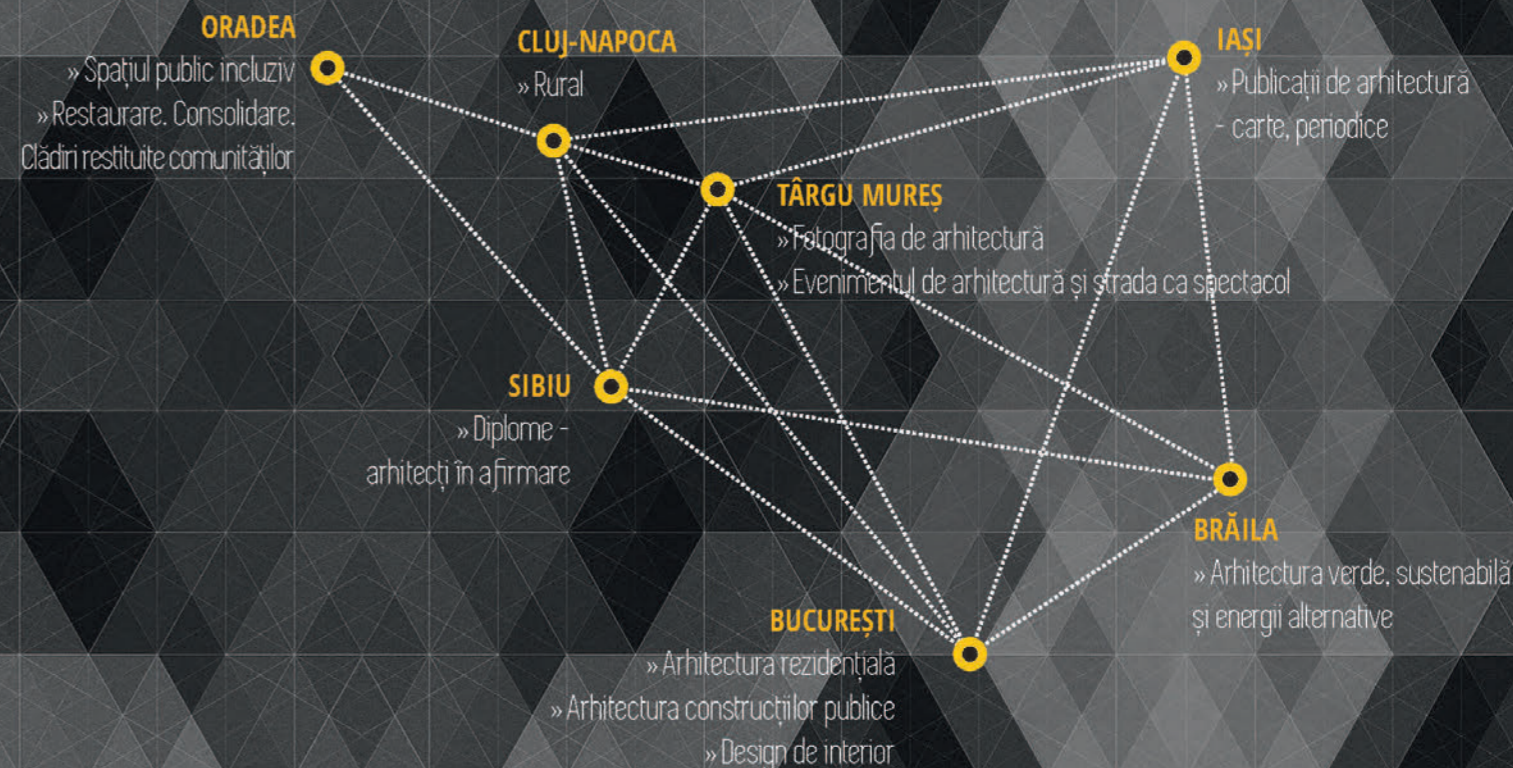 ORADEA
» Spațiul public incluziv
» Restaurare. Consolidare.
Clădiri restituite comunităților
CLUJ-NAPOCA
» Rural
IAȘI
» Publicații de arhitectură
- carte, periodice
TÂRGU MUREȘ
» Fotografia de arhitectură
» Evenimentul de arhitectură și strada ca spectacol
SIBIU
» Diplome -
arhitecți în afirmare
BRĂILA
» Arhitectura verde, sustenabilă
și energii alternative
BUCUREȘTI
» Arhitectura rezidențială
» Arhitectura construcțiilor publice
» Design de interior